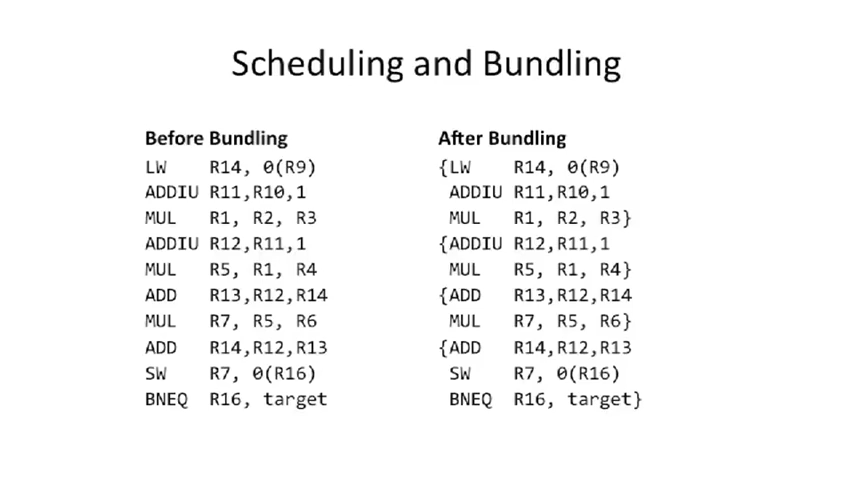 Scheduling and Bundling
Before Bundling
LW R14, 0(R9)
ADDIU R11,R10,1
MUL R1, R2, R3
ADDIU R12,R11,1
MUL R5, R1, R4
ADD R13,R12,R14
MUL R7, R5, R6
ADD R14,R12,R13
SW R7, 0(R16)
BNEQ R16, target
After Bundling
{LW R14, 0(R9)
ADDIU R11,R10,1
MUL R1, R2, R3}
{ADDIU R12,R11,1
MUL R5, R1, R4}
{ADD R13,R12,R14
MUL R7, R5, R6}
{ADD R14,R12,R13
SW R7, 0(R16)
BNEQ R16, target}